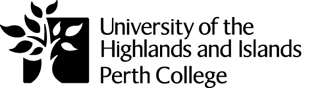 University of the
Highlands and Islands
Perth College